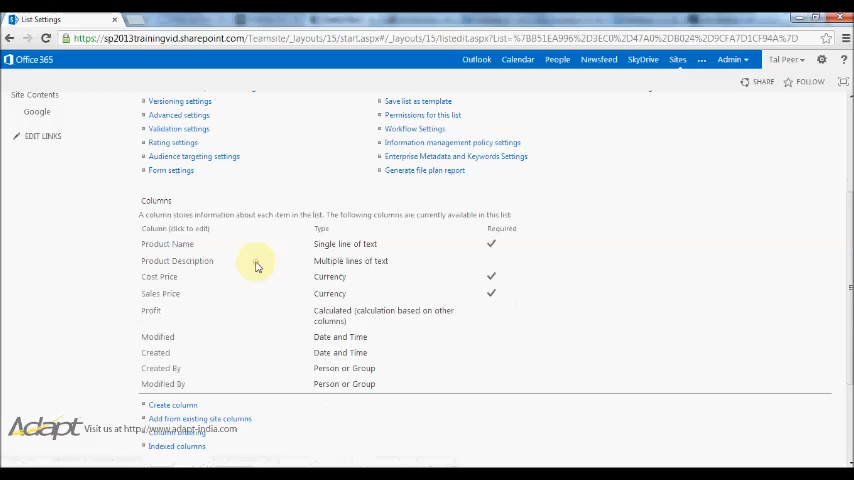 List Settings
https://sp2013trainingvid.sharepoint.com/Teamsite/_layouts/15/start.aspx#/_layouts/15/listedit.aspx?List=%7BB51EA996%2D3EC0%2D47A0%2DB024%2D9CFA7D1CF94A%7D
Office 365
Outlook Calendar People Newsfeed SkyDrive Sites ... Admin Tal Peer ?
SHARE FOLLOW
Site Contents
Google
EDIT LINKS
Versioning settings Save list as template
Advanced settings Permissions for this list
Validation settings Workflow Settings
Rating settings Information management policy settings
Audience targeting settings Enterprise Metadata and Keywords Settings
Form settings Generate file plan report
Columns
A column stores information about each item in the list. The following columns are currently available in this list:
Column (click to edit) Type Required
Product Name Single line of text
Product Description Multiple lines of text
Cost Price Currency
Sales Price Currency
Profit Calculated (calculation based on other
columns)
Modified Date and Time
Created Date and Time
Created By Person or Group
Modified By Person or Group
Create column
Add from existing site columns
Adapt Visit us at http://www.adapt-india.com
Column ordering
Indexed columns